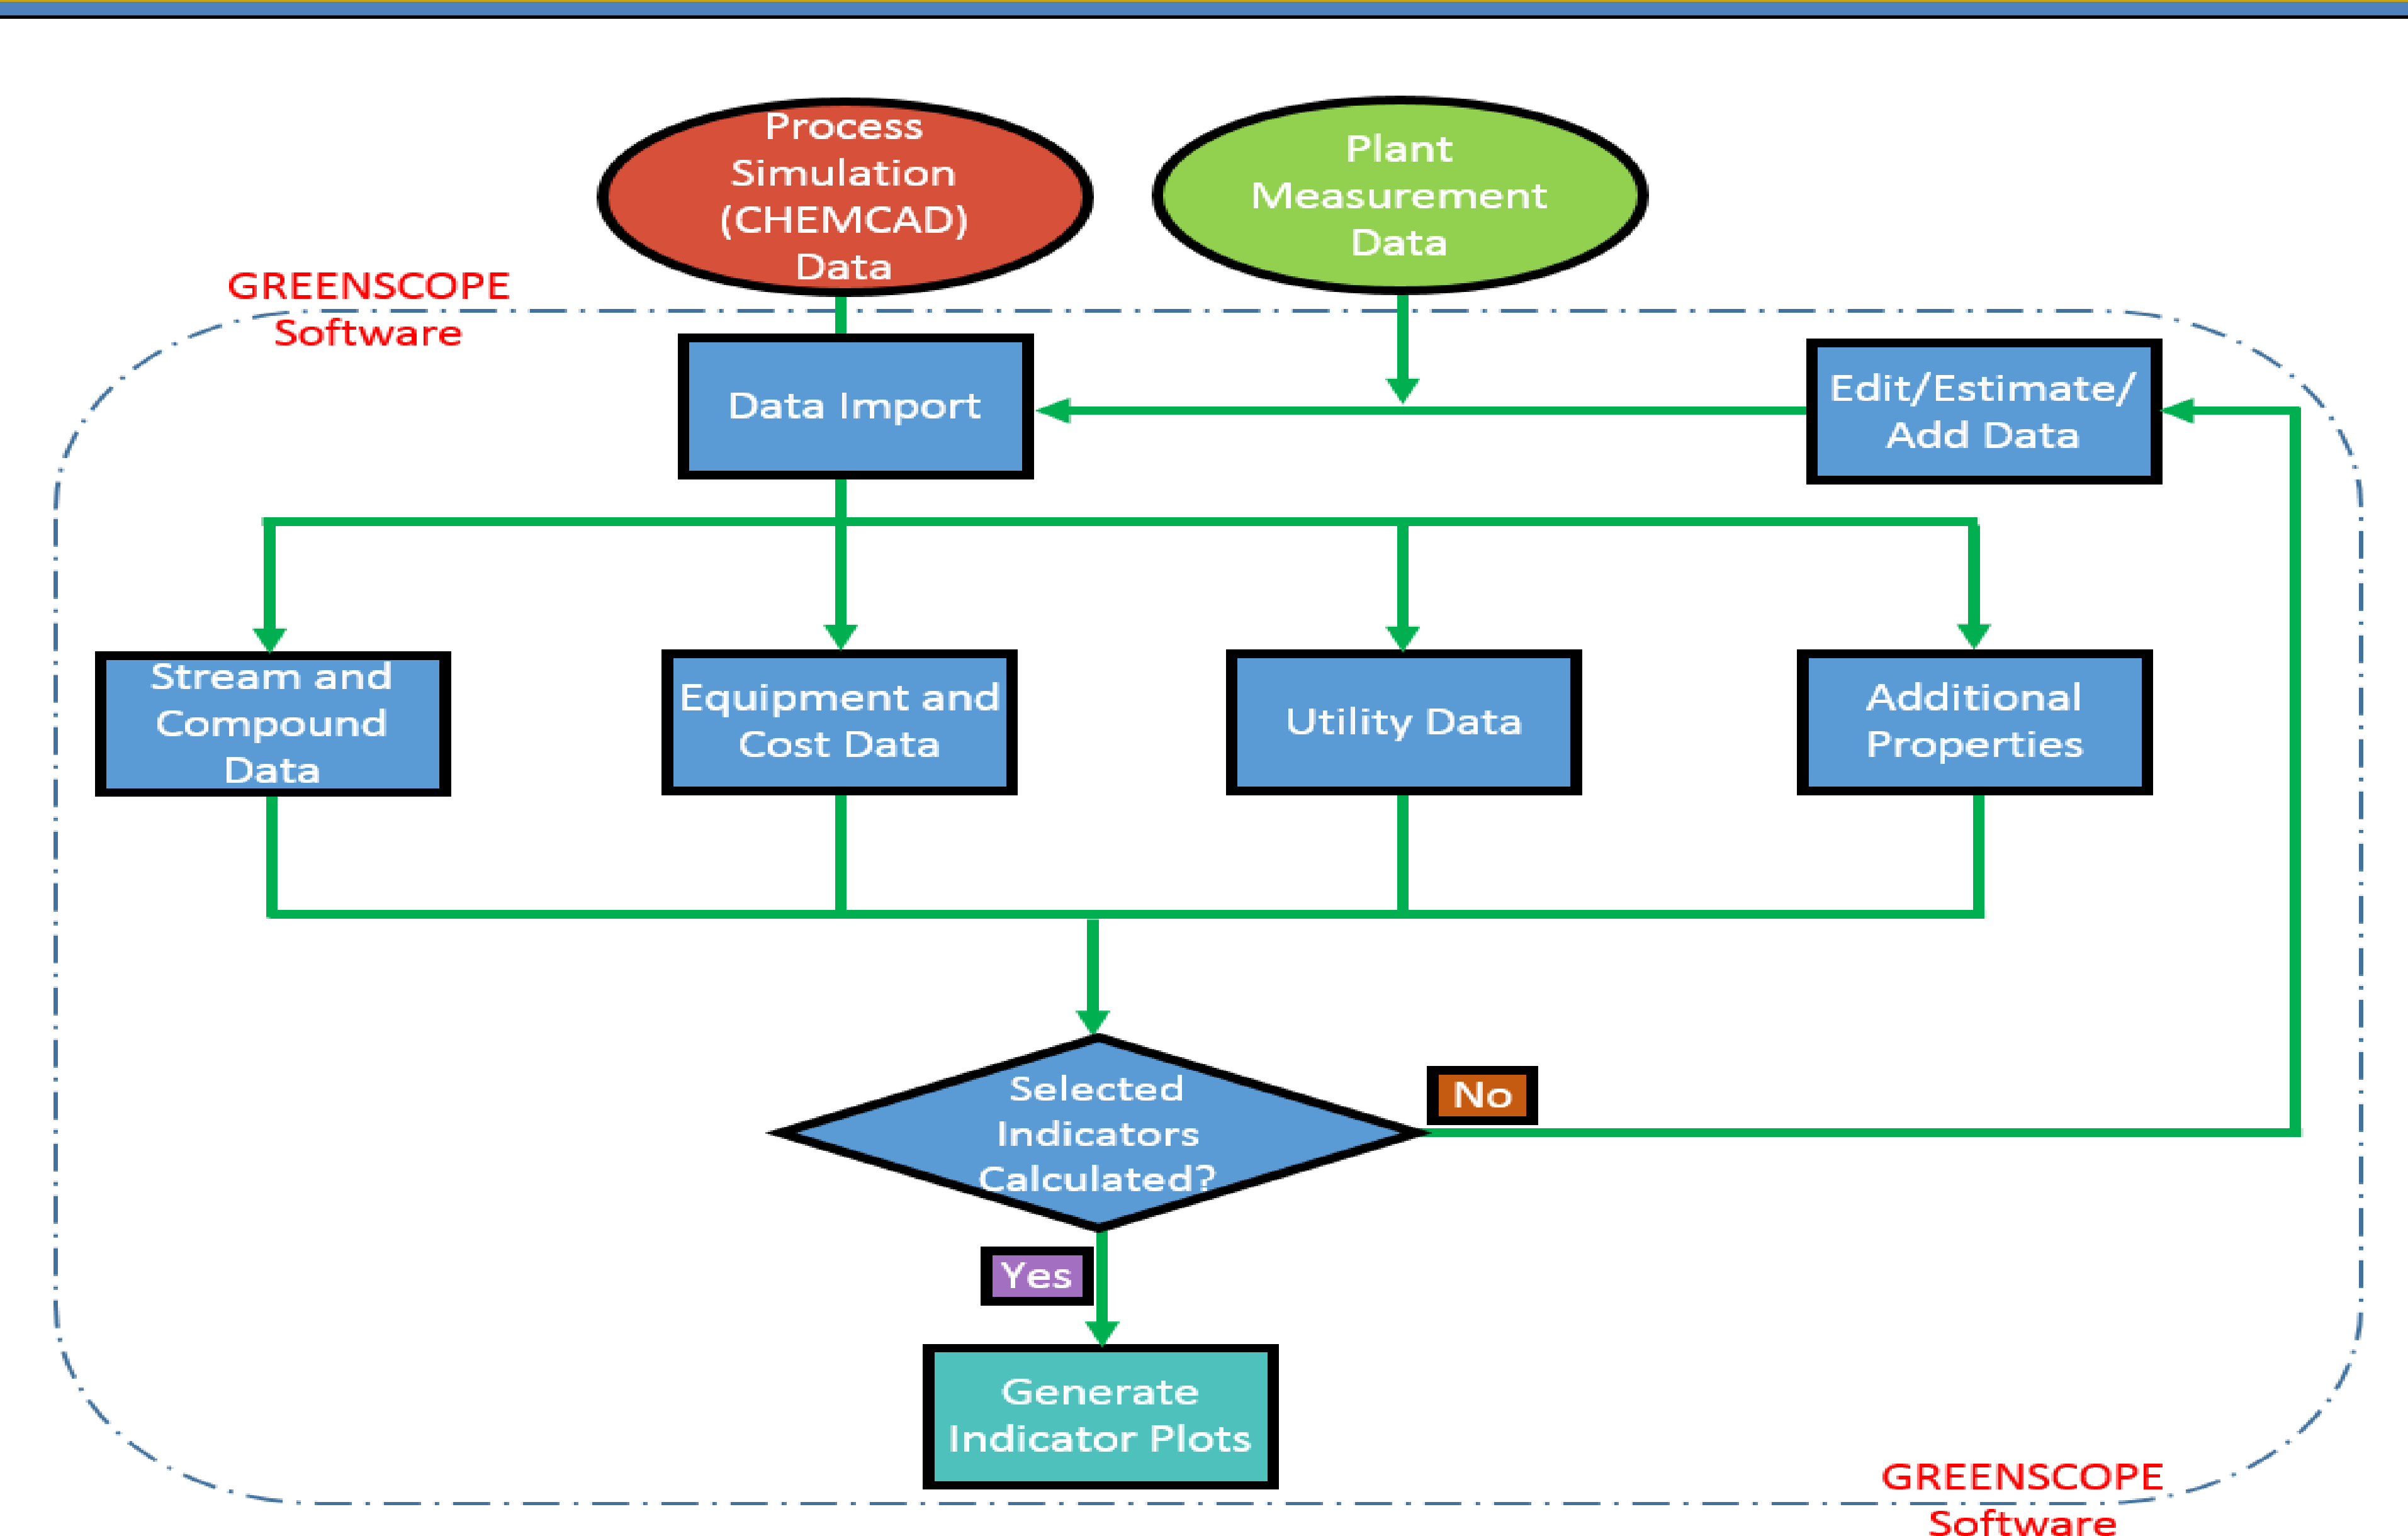 Process
Simulation
(CHEMCAD)
Data
Plant
Measurement
Data
GREENSCOPE
Software
Data Import
Edit/Estimate/
Add Data
Stream and
Compound
Data
Equipment and
Cost Data
Utility Data
Additional
Properties
Selected
Indicators
Calculated?
No
Yes
Generate
Indicator Plots
GREENSCOPE
Software